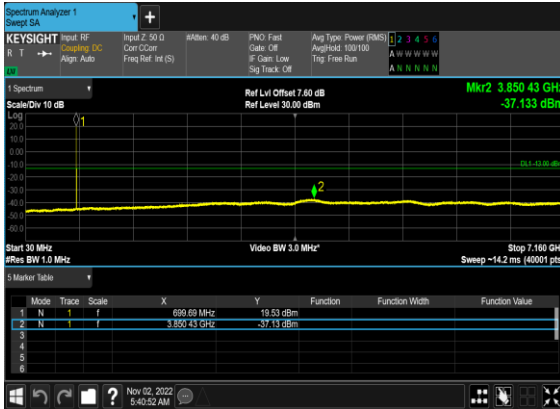 Spectrum Analyzer 1
Swept SA
+
KEYSIGHT Input: RF Input Z: 50 Ω #Atten: 40 dB PNO: Fast Avg Type: Power (RMS) 1 2 3 4 5 6
R T Coupling: DC Corr CCorr Gate: Off Avg|Hold: 100/100 A W W W W W
Align: Auto Freq Ref: Int (S) IF Gain: Low Trig: Free Run
Sig Track: Off A N N N N N
1 Spectrum
Ref Lvl Offset 7.60 dB Mkr2 3.850 43 GHz
Scale/Div 10 dB Ref Level 30.00 dBm -37.133 dBm
Log
1
20.0
10.0
0.00
-10.0
DL1 -13.00 dBm
-20.0
-30.0
2
-40.0
-50.0
-60.0
Start 30 MHz Video BW 3.0 MHz* Stop 7.160 GHz
#Res BW 1.0 MHz Sweep ~14.2 ms (40001 pts)
5 Marker Table
Mode Trace Scale X Y Function Function Width Function Value
1 N 1 f 699.69 MHz 19.53 dBm
2 N 1 f 3.850 43 GHz -37.13 dBm
3
4
5
6
? Nov 02, 2022
5:40:52 AM